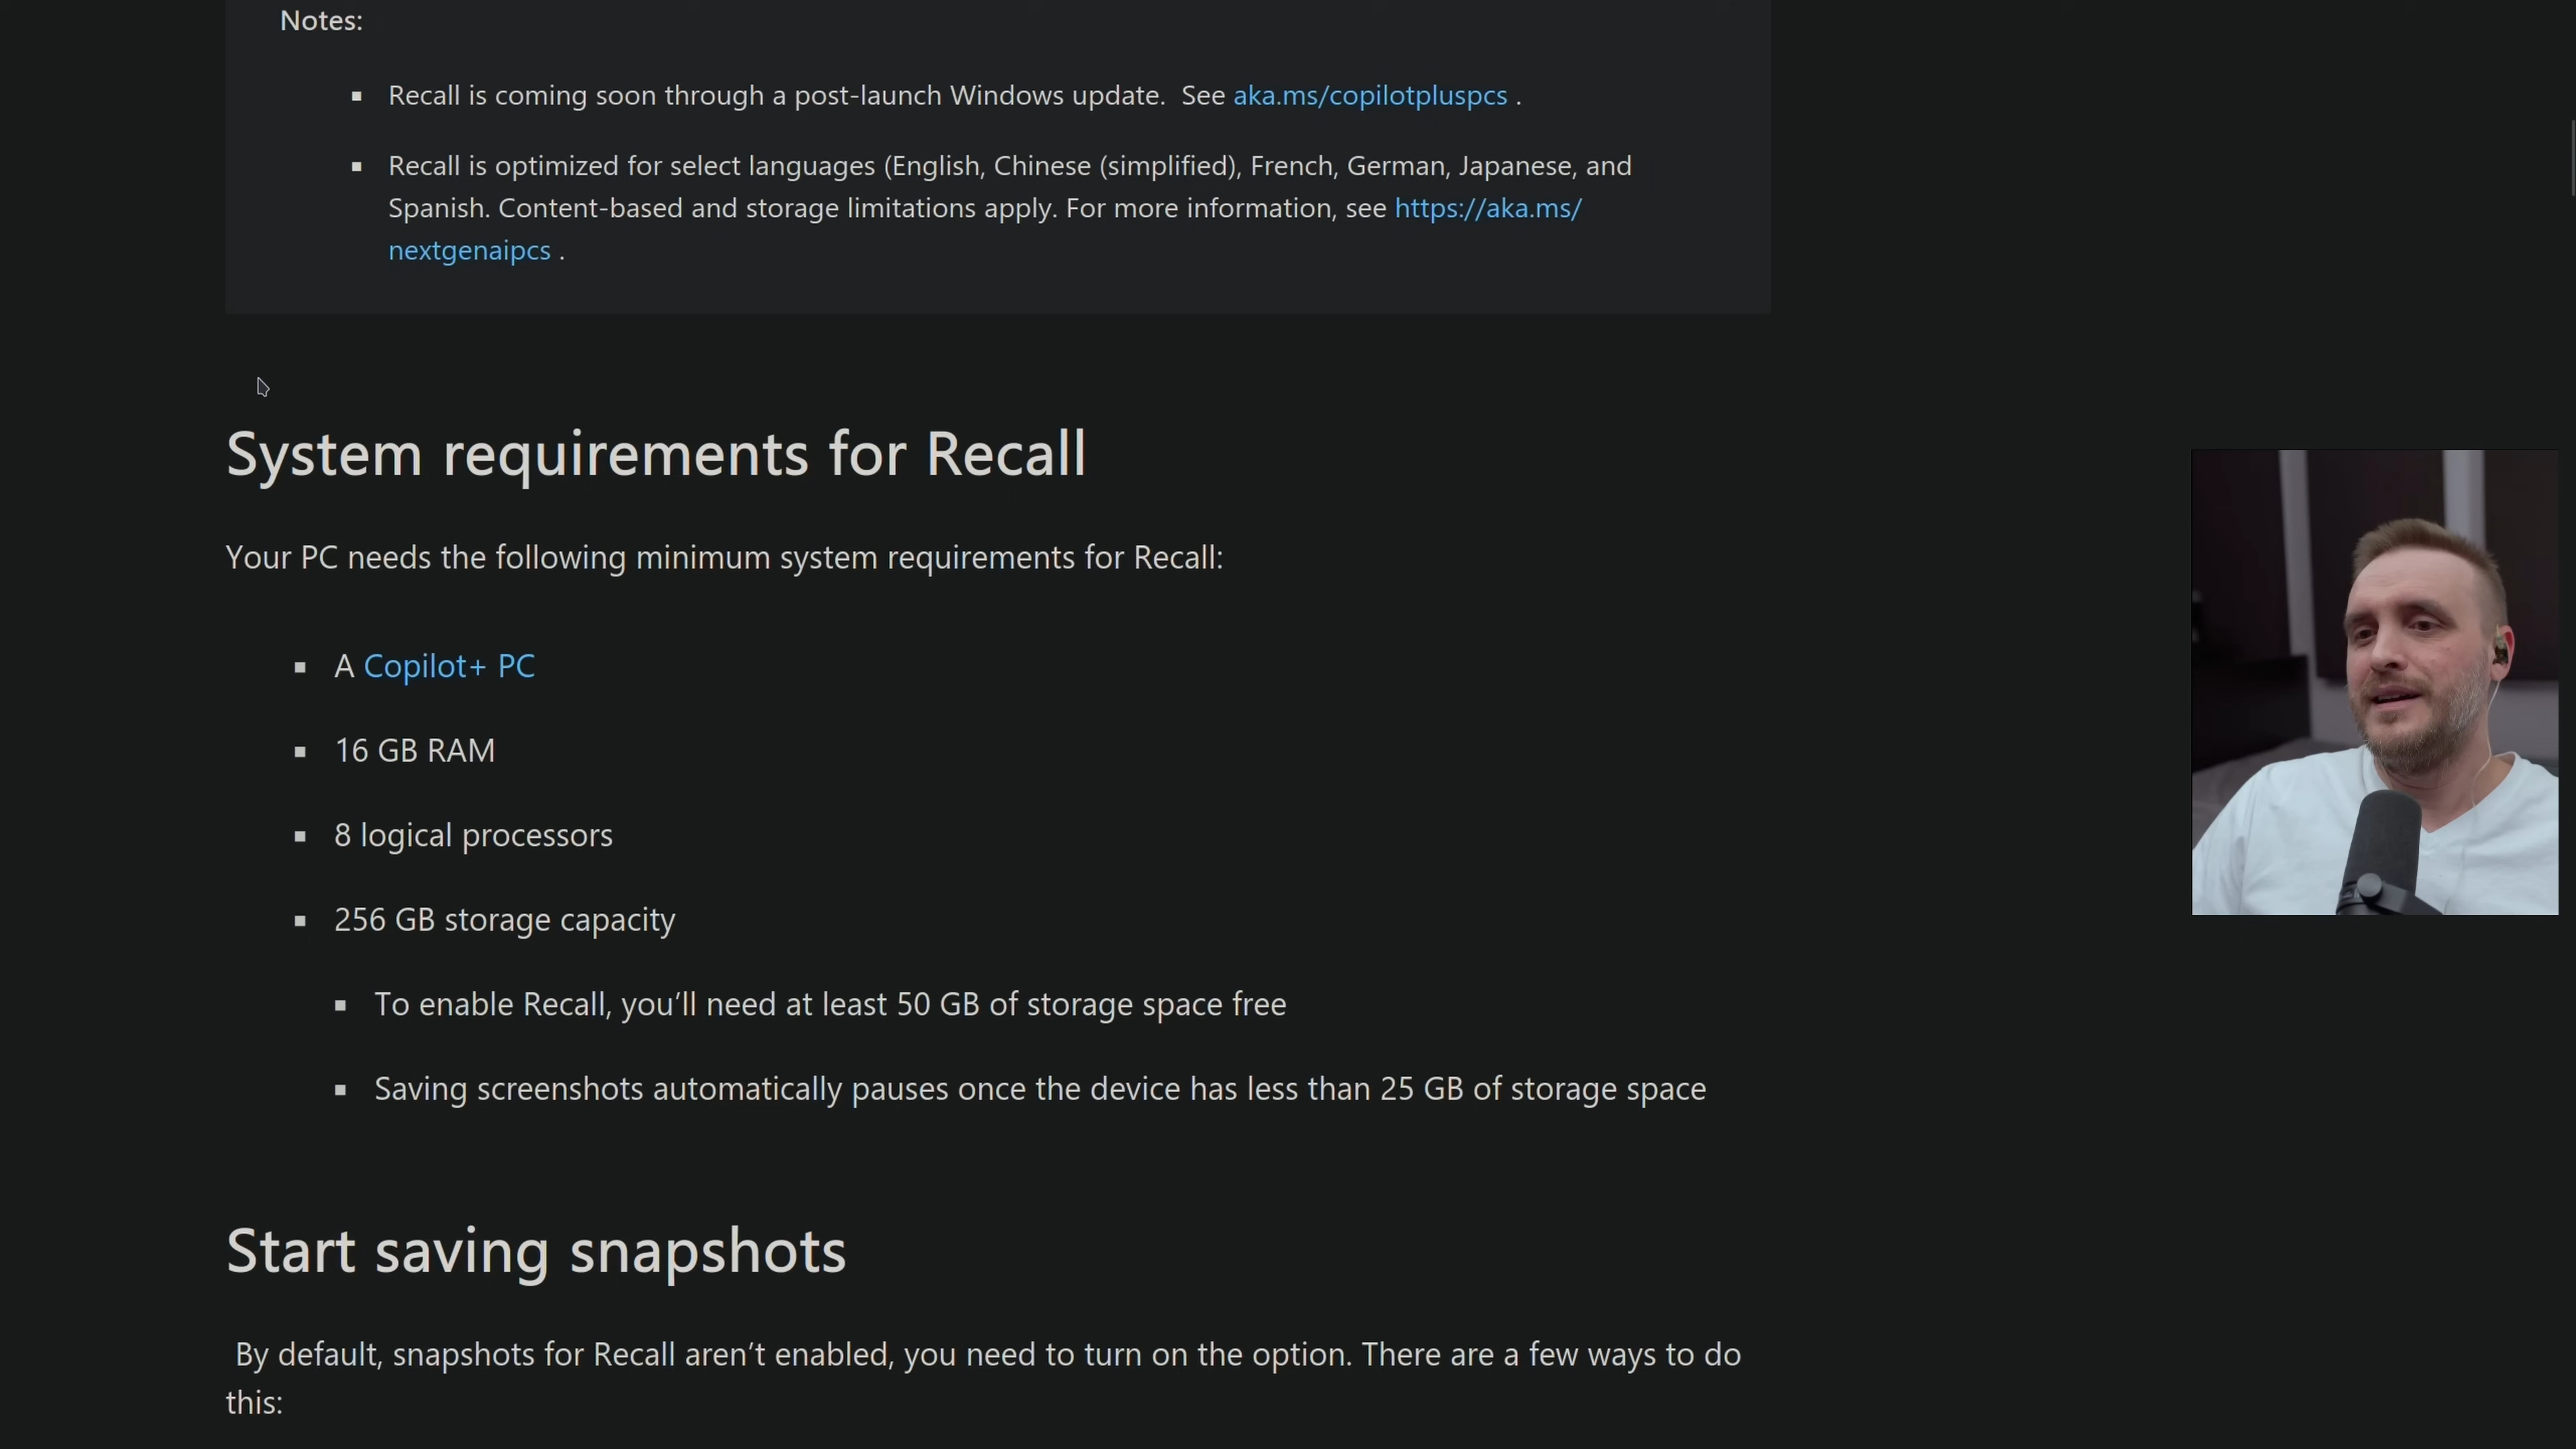 Notes:
Recall is coming soon through a post-launch Windows update.  See aka.ms/copilotpluspcs .
Recall is optimized for select languages (English, Chinese (simplified), French, German, Japanese, and
Spanish. Content-based and storage limitations apply. For more information, see https://aka.ms/
nextgenaipcs .
System requirements for Recall
Your PC needs the following minimum system requirements for Recall:
A Copilot+ PC
16 GB RAM
8 logical processors
256 GB storage capacity
To enable Recall, you’ll need at least 50 GB of storage space free
Saving screenshots automatically pauses once the device has less than 25 GB of storage space
Start saving snapshots
By default, snapshots for Recall aren’t enabled, you need to turn on the option. There are a few ways to do
this: